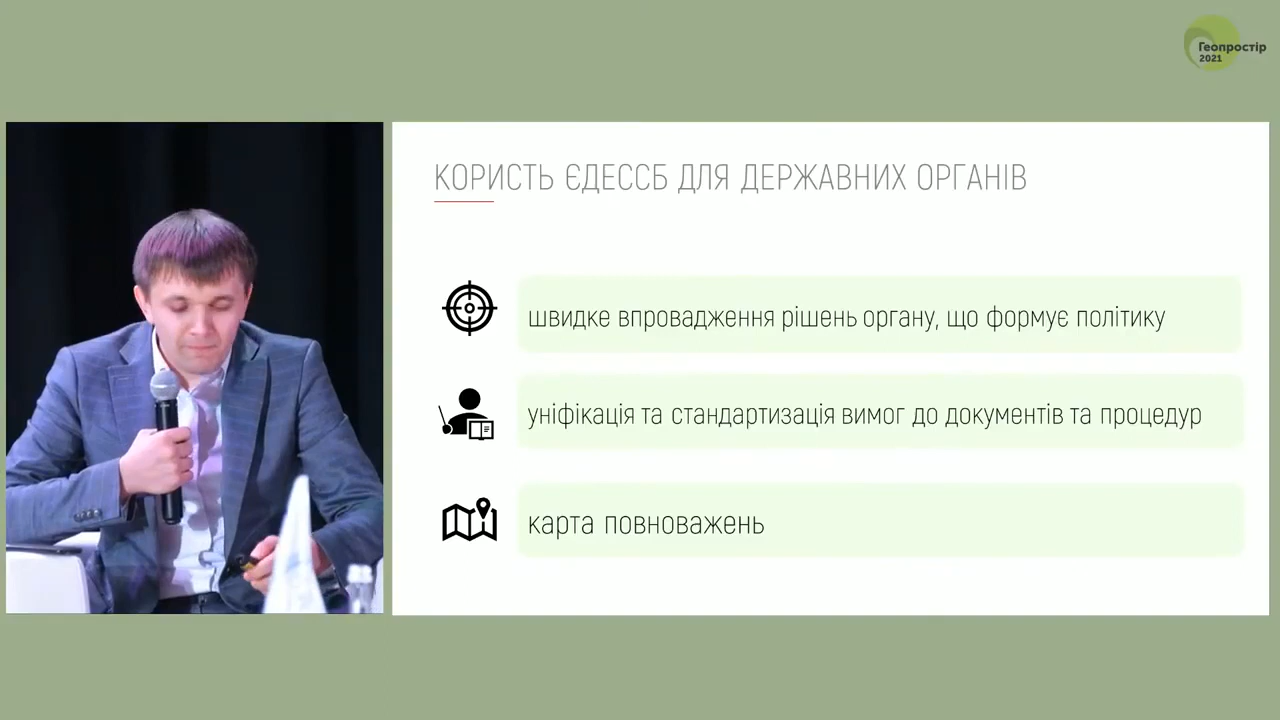 Геопростір
2021
КОРИСТЬ ЄДЕССБ ДЛЯ ДЕРЖАВНИХ ОРГАНІВ
швидке впровадження рішень органу, що формує політику
уніфікація та стандартизація вимог до документів та процедур
карта повноважень